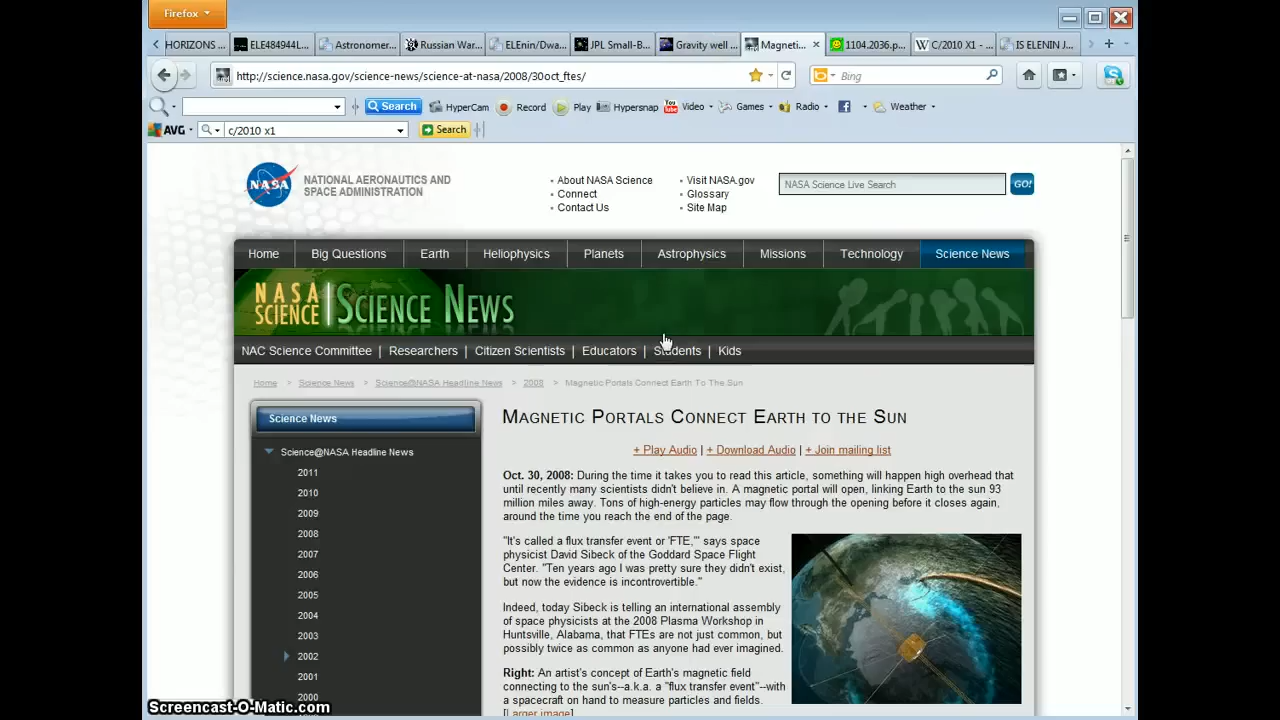 Firefox
HORIZONS ...
ELE484944L...
Astronomer...
Russian War...
ELEnin/Dwa...
JPL Small-B...
Gravity well ...
Magneti...
1104.2036.p...
C/2010 X1 - ...
IS ELENIN J...
http://science.nasa.gov/science-news/science-at-nasa/2008/30oct_ftes/
Bing
Search
HyperCam
Record
Play
Hypersnap
You Tube
Video
Games
Radio
Weather
AVG
c/2010 x1
Search
NASA
NATIONAL AERONAUTICS AND
SPACE ADMINISTRATION
About NASA Science
Connect
Contact Us
Visit NASA.gov
Glossary
Site Map
NASA Science Live Search
GO!
Home
Big Questions
Earth
Heliophysics
Planets
Astrophysics
Missions
Technology
Science News
NASA SCIENCE | SCIENCE NEWS
NAC Science Committee | Researchers | Citizen Scientists | Educators | Students | Kids
Home > Science News > Science@NASA Headline News > 2008 > Magnetic Portals Connect Earth To The Sun
Science News
Science@NASA Headline News
2011
2010
2009
2008
2007
2006
2005
2004
2003
2002
2001
2000
MAGNETIC PORTALS CONNECT EARTH TO THE SUN
+ Play Audio | + Download Audio | + Join mailing list
Oct. 30, 2008: During the time it takes you to read this article, something will happen high overhead that
until recently many scientists didn't believe in. A magnetic portal will open, linking Earth to the sun 93
million miles away. Tons of high-energy particles may flow through the opening before it closes again,
around the time you reach the end of the page.
"It's called a flux transfer event or 'FTE,'" says space
physicist David Sibeck of the Goddard Space Flight
Center. "Ten years ago I was pretty sure they didn't exist,
but now the evidence is incontrovertible."
Indeed, today Sibeck is telling an international assembly
of space physicists at the 2008 Plasma Workshop in
Huntsville, Alabama, that FTEs are not just common, but
possibly twice as common as anyone had ever imagined.
Right: An artist's concept of Earth's magnetic field
connecting to the sun's--a.k.a. a "flux transfer event"--with
a spacecraft on hand to measure particles and fields.
[Larger image]
Screencast-O-Matic.com